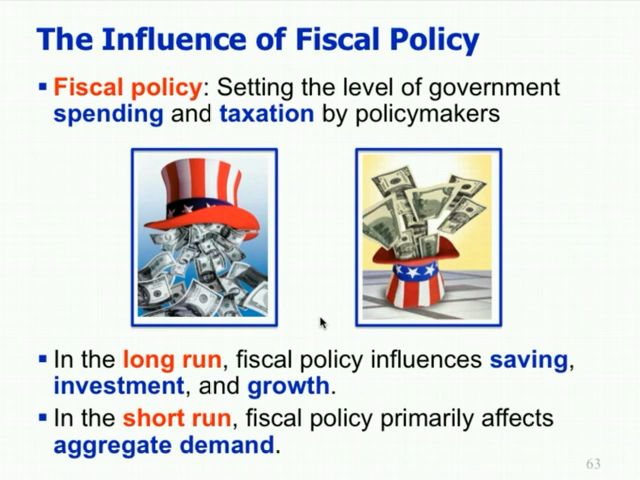 The Influence of Fiscal Policy
▪ Fiscal policy: Setting the level of government
spending and taxation by policymakers
▪ In the long run, fiscal policy influences saving,
investment, and growth.
▪ In the short run, fiscal policy primarily affects
aggregate demand.
63